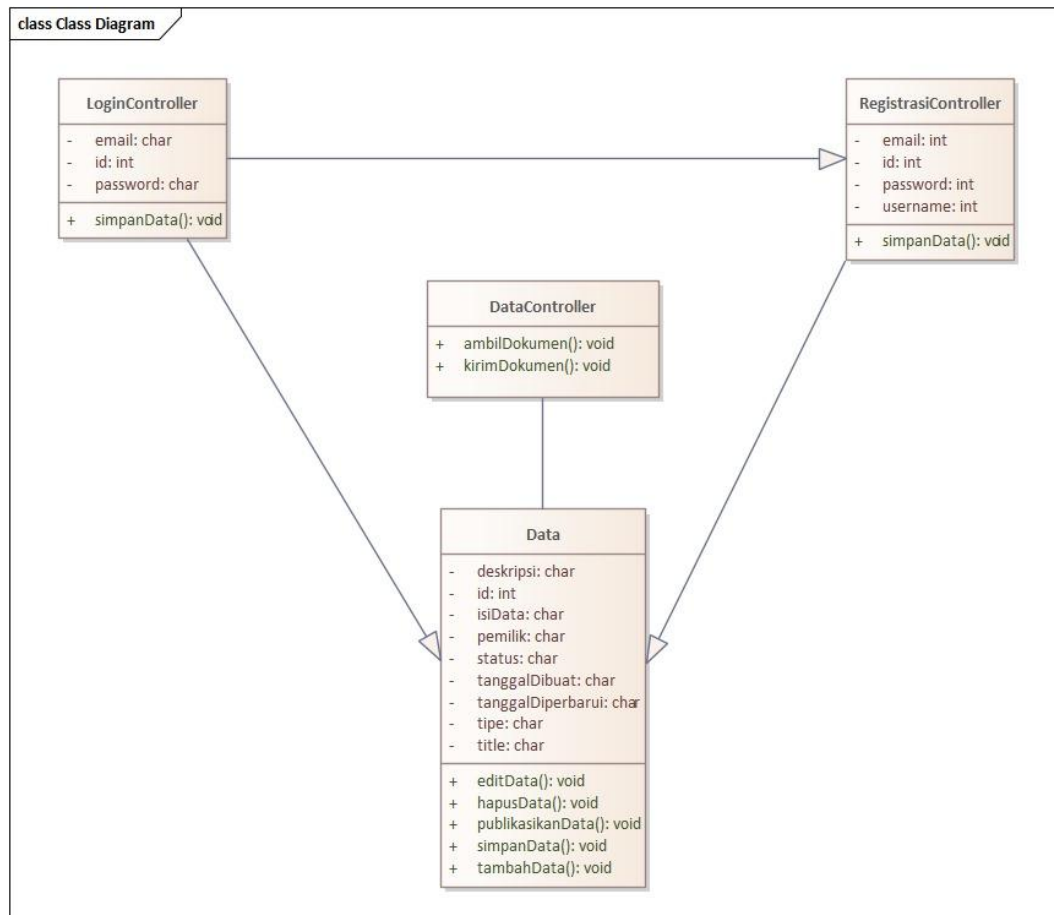 class Class Diagram
LoginController
- email: char
- id: int
- password: char
+ simpanData(): void
RegistrasiController
- email: int
- id: int
- password: int
- username: int
+ simpanData(): void
DataController
+ ambilDokumen(): void
+ kirimDokumen(): void
Data
- deskripsi: char
- id: int
- isiData: char
- pemilik: char
- status: char
- tanggalDibuat: char
- tanggalDiperbarui: char
- tipe: char
- title: char
+ editData(): void
+ hapusData(): void
+ publikasikanData(): void
+ simpanData(): void
+ tambahData(): void